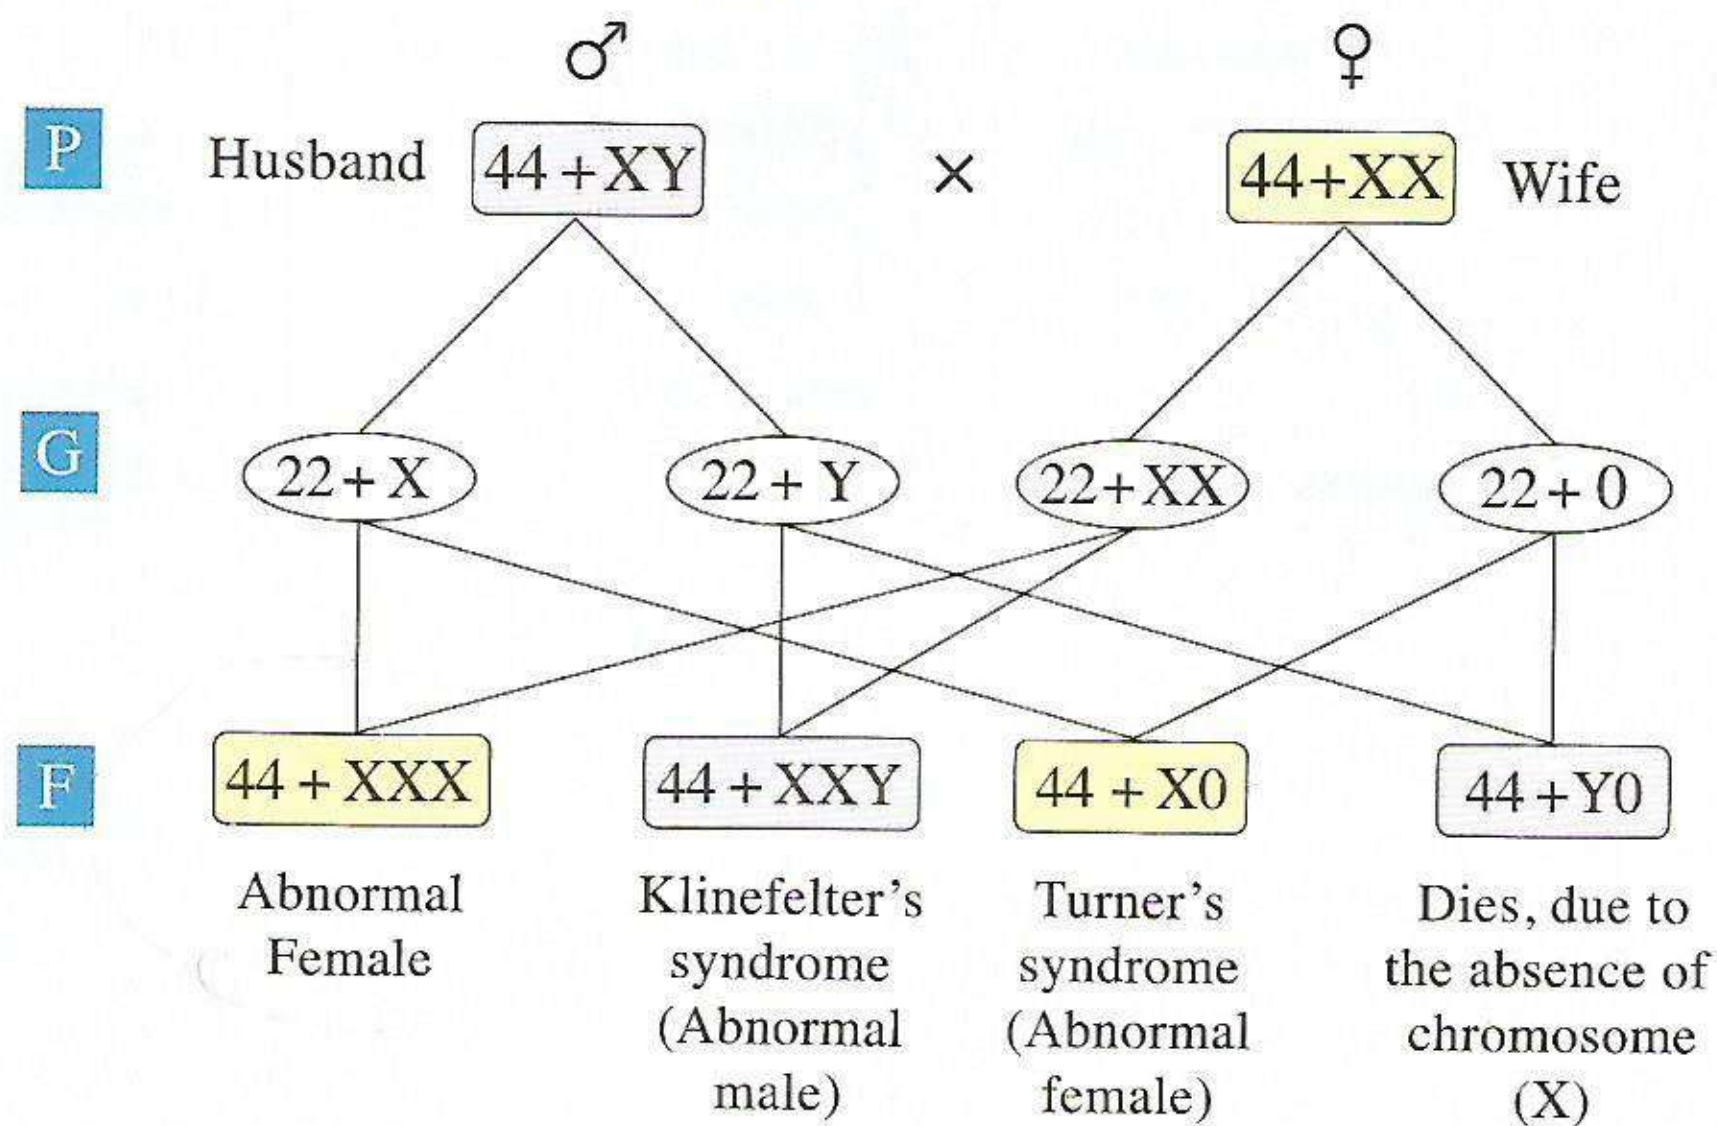 ♂ ♀
P Husband 44 + XY × 44+XX Wife
G 22 + X 22 + Y 22+XX 22 + 0
F 44 + XXX 44 + XXY 44 + X0 44 + Y0
Abnormal
Female
Klinefelter's
syndrome
(Abnormal
male)
Turner's
syndrome
(Abnormal
female)
Dies, due to
the absence of
chromosome
(X)